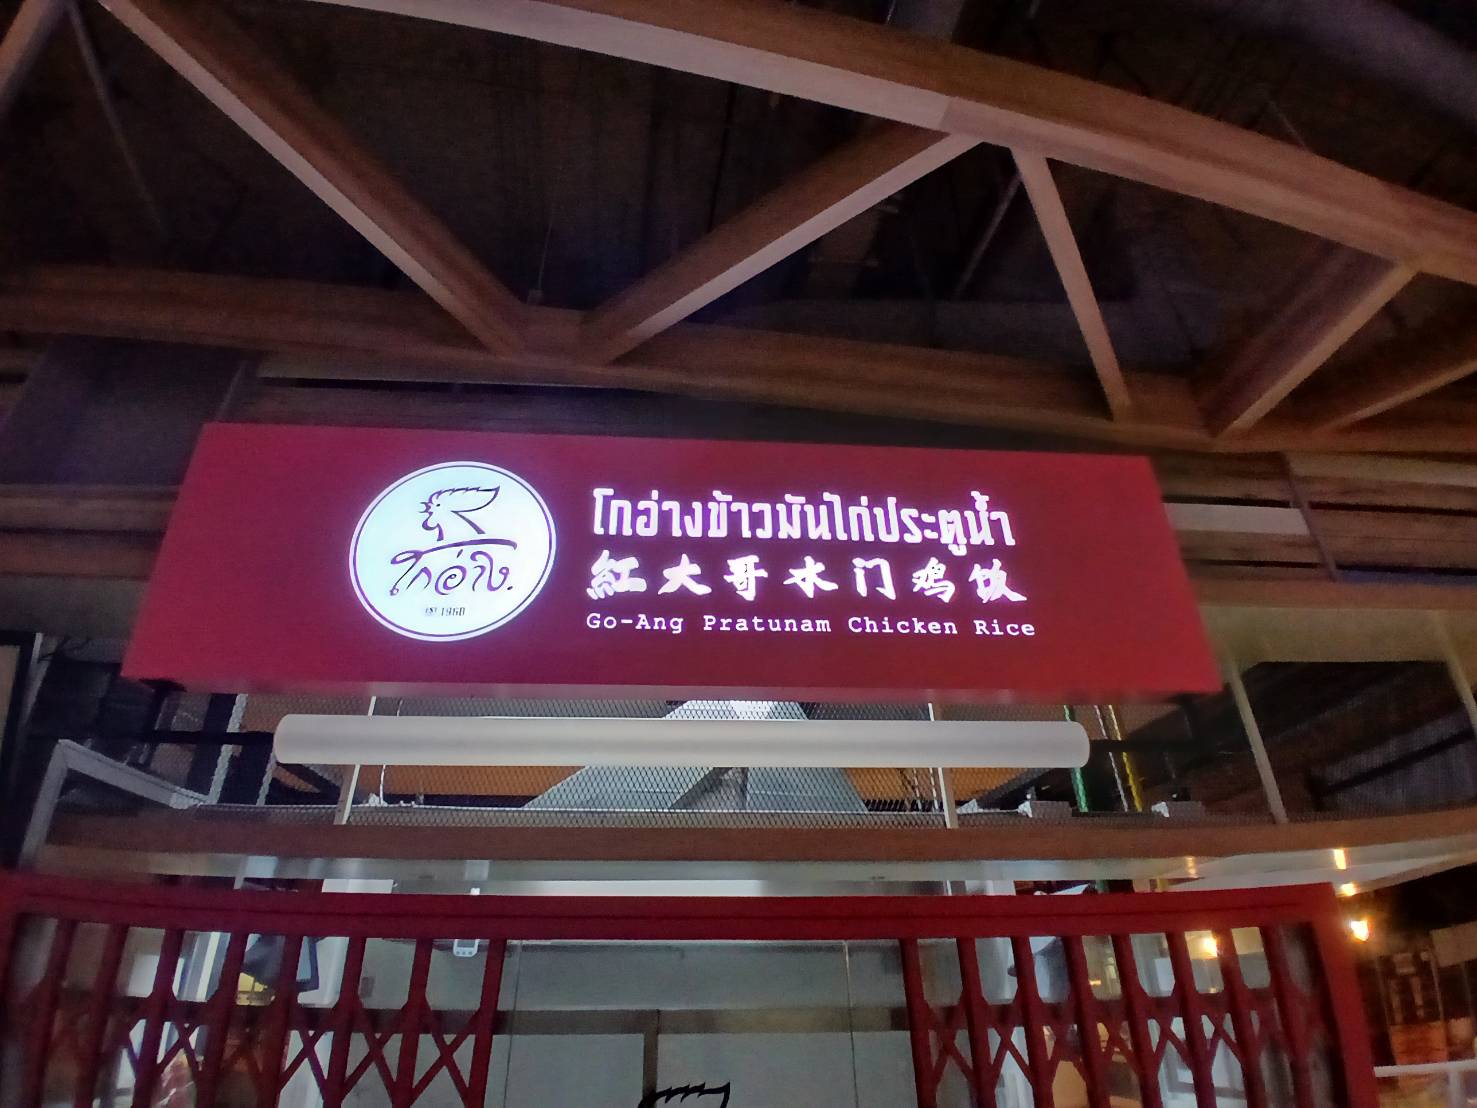 โกอ่าง.
EST 1960
โกอ่างข้าวมันไก่ประตูน้ำ
紅大哥水门鸡饭
Go-Ang Pratunam Chicken Rice